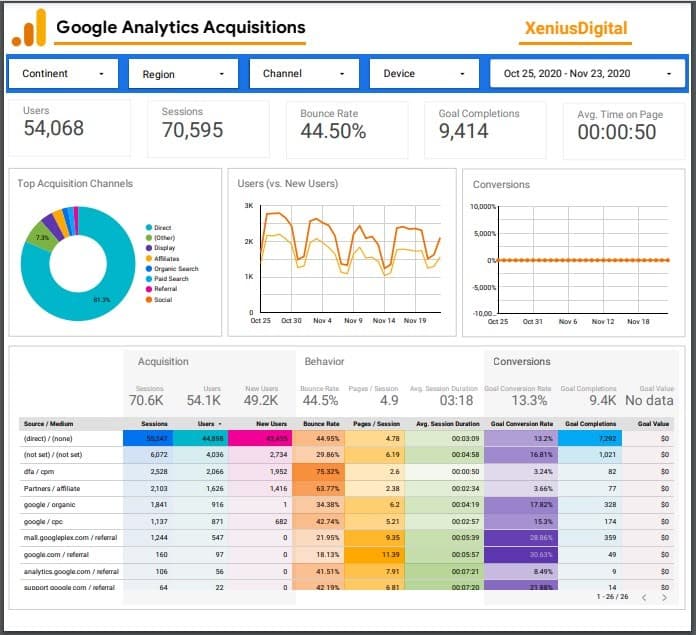 Google Analytics Acquisitions
XeniusDigital
Continent
Region
Channel
Device
Oct 25, 2020 - Nov 23, 2020
Users
54,068
Sessions
70,595
Bounce Rate
44.50%
Goal Completions
9,414
Avg. Time on Page
00:00:50
Top Acquisition Channels
7.3%
81.3%
Direct
(Other)
Display
Affiliates
Organic Search
Paid Search
Referral
Social
Users (vs. New Users)
3K
2K
1K
0
Oct 25 Oct 30 Nov 4 Nov 9 Nov 14 Nov 19
Conversions
10,000%
5,000%
0%
-5,000%
-10,00...
Oct 25 Oct 31 Nov 6 Nov 12 Nov 18
Acquisition Behavior Conversions
Sessions Users New Users Bounce Rate Pages / Session Avg. Session Duration Goal Conversion Rate Goal Completions Goal Value
70.6K 54.1K 49.2K 44.5% 4.9 03:18 13.3% 9.4K No data
Source / Medium Sessions Users New Users Bounce Rate Pages / Session Avg. Session Duration Goal Conversion Rate Goal Completions Goal Value
(direct) / (none) 44,898 44.95% 4.78 00:03:09 13.2% 7,292 $0
(not set) / (not set) 6,072 4,036 2,734 29.86% 6.19 00:04:58 16.81% 1,021 $0
dfa / cpm 2,528 2,066 1,952 75.32% 2.6 00:00:50 3.24% 82 $0
Partners / affiliate 2,103 1,626 1,416 63.77% 2.38 00:02:34 3.66% 77 $0
google / organic 1,841 916 1 34.38% 6.2 00:04:19 17.82% 328 $0
google / cpc 1,137 871 682 42.74% 5.21 00:02:57 15.3% 174 $0
mall.googleplex.com / referral 1,244 547 0 21.95% 9.35 00:05:39 28.86% 359 $0
google.com / referral 160 97 0 18.13% 11.39 00:05:57 30.63% 49 $0
analytics.google.com / referral 106 56 0 41.51% 7.91 00:07:21 8.49% 9 $0
support.google.com / referral 64 22 0 42.19% 6.81 00:07:20 21.88% 14 $0
1 - 26 / 26